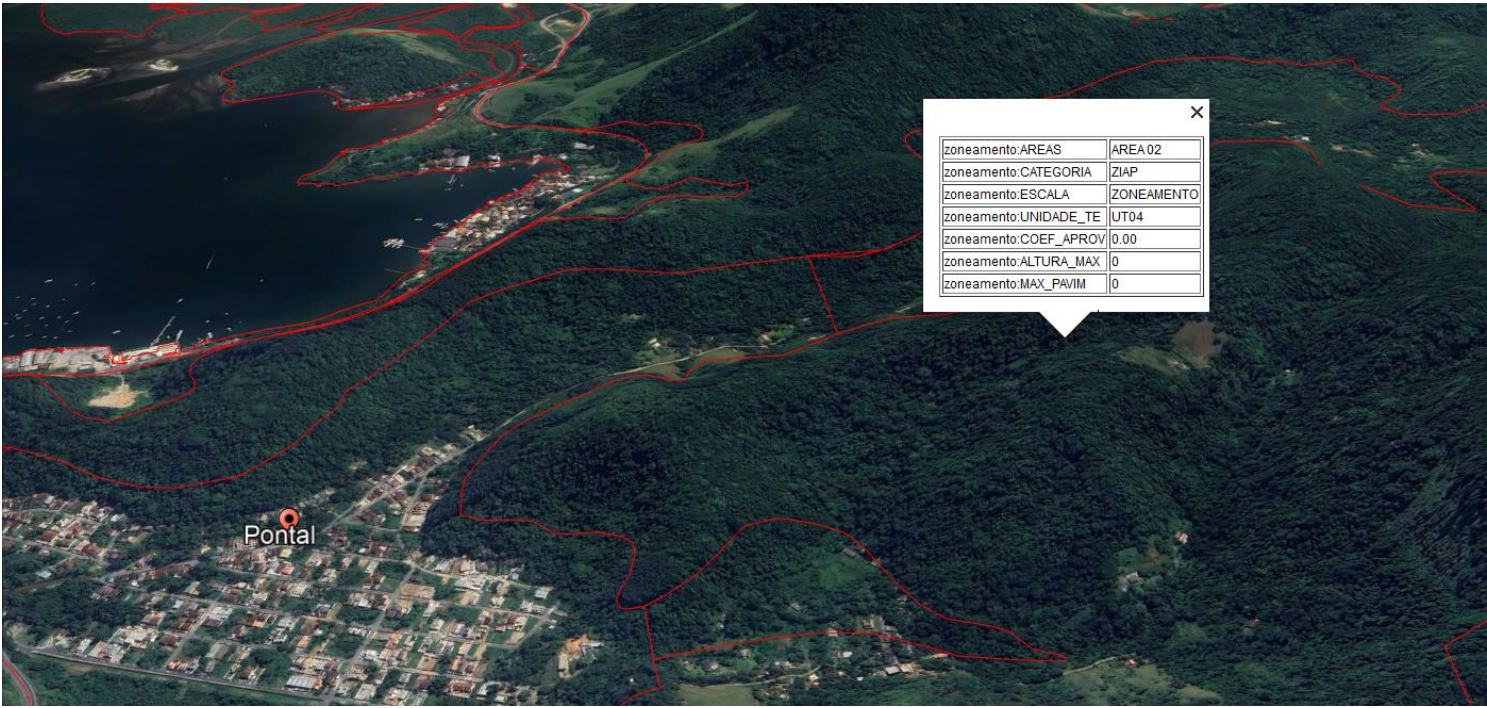 zoneamento:AREAS AREA 02
zoneamento:CATEGORIA ZIAP
zoneamento:ESCALA ZONEAMENTO
zoneamento:UNIDADE_TE UT04
zoneamento:COEF_APROV 0.00
zoneamento:ALTURA_MAX 0
zoneamento:MAX_PAVIM 0
Pontal